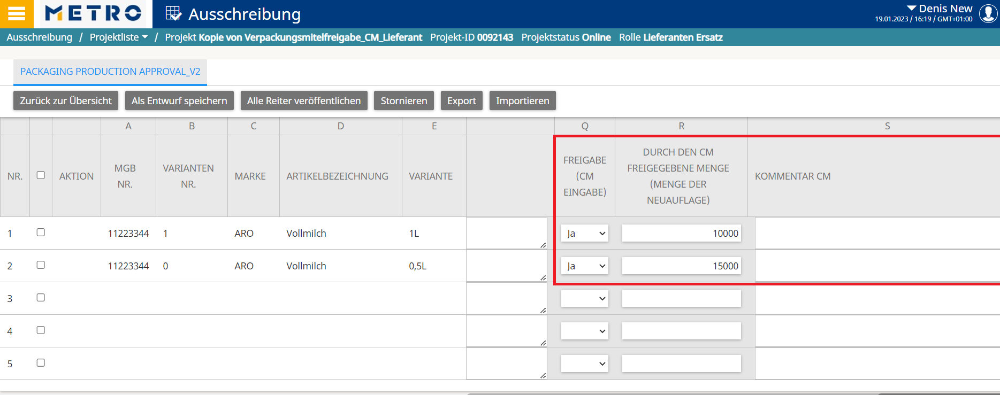 METRO
Ausschreibung
Denis New
19.01.2023 / 16:19 / GMT+01:00
Ausschreibung / Projektliste / Projekt Kopie von Verpackungsmitelfreigabe_CM_Lieferant Projekt-ID 0092143 Projektstatus Online Rolle Lieferanten Ersatz
PACKAGING PRODUCTION APPROVAL_V2
Zurück zur Übersicht Als Entwurf speichern Alle Reiter veröffentlichen Stornieren Export Importieren
A B C D E Q R S
NR. AKTION MGB NR. VARIANTEN NR. MARKE ARTIKELBEZEICHNUNG VARIANTE FREIGABE (CM EINGABE) DURCH DEN CM FREIGEGEBENE MENGE (MENGE DER NEUAUFLAGE) KOMMENTAR CM
1 11223344 1 ARO Vollmilch 1L Ja 10000
2 11223344 0 ARO Vollmilch 0,5L Ja 15000
3
4
5